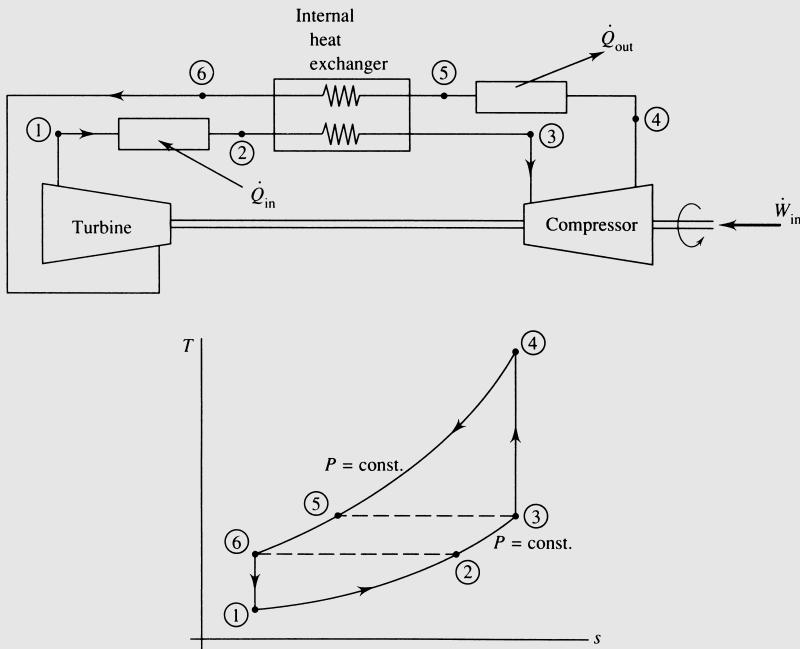 Internal
heat
exchanger
Q̇out
6
5
4
1
2
3
Q̇in
Turbine
Compressor
Ẇin
T
4
P = const.
5
3
6
P = const.
2
1
s